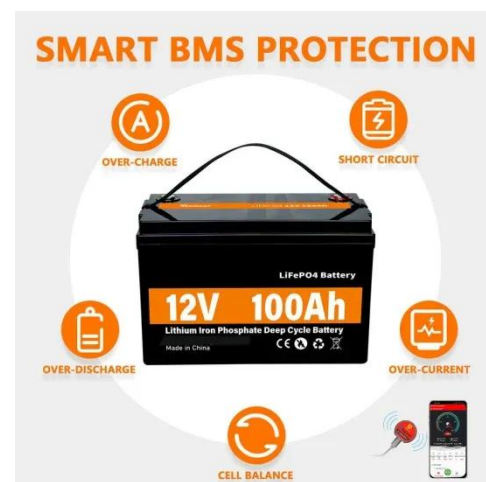 SMART BMS PROTECTION
A
OVER-CHARGE
SHORT CIRCUIT
LiFePO4 Battery
12V 100Ah
Lithium Iron Phosphate Deep Cycle Battery
Made in China
CE
OVER-DISCHARGE
OVER-CURRENT
CELL BALANCE